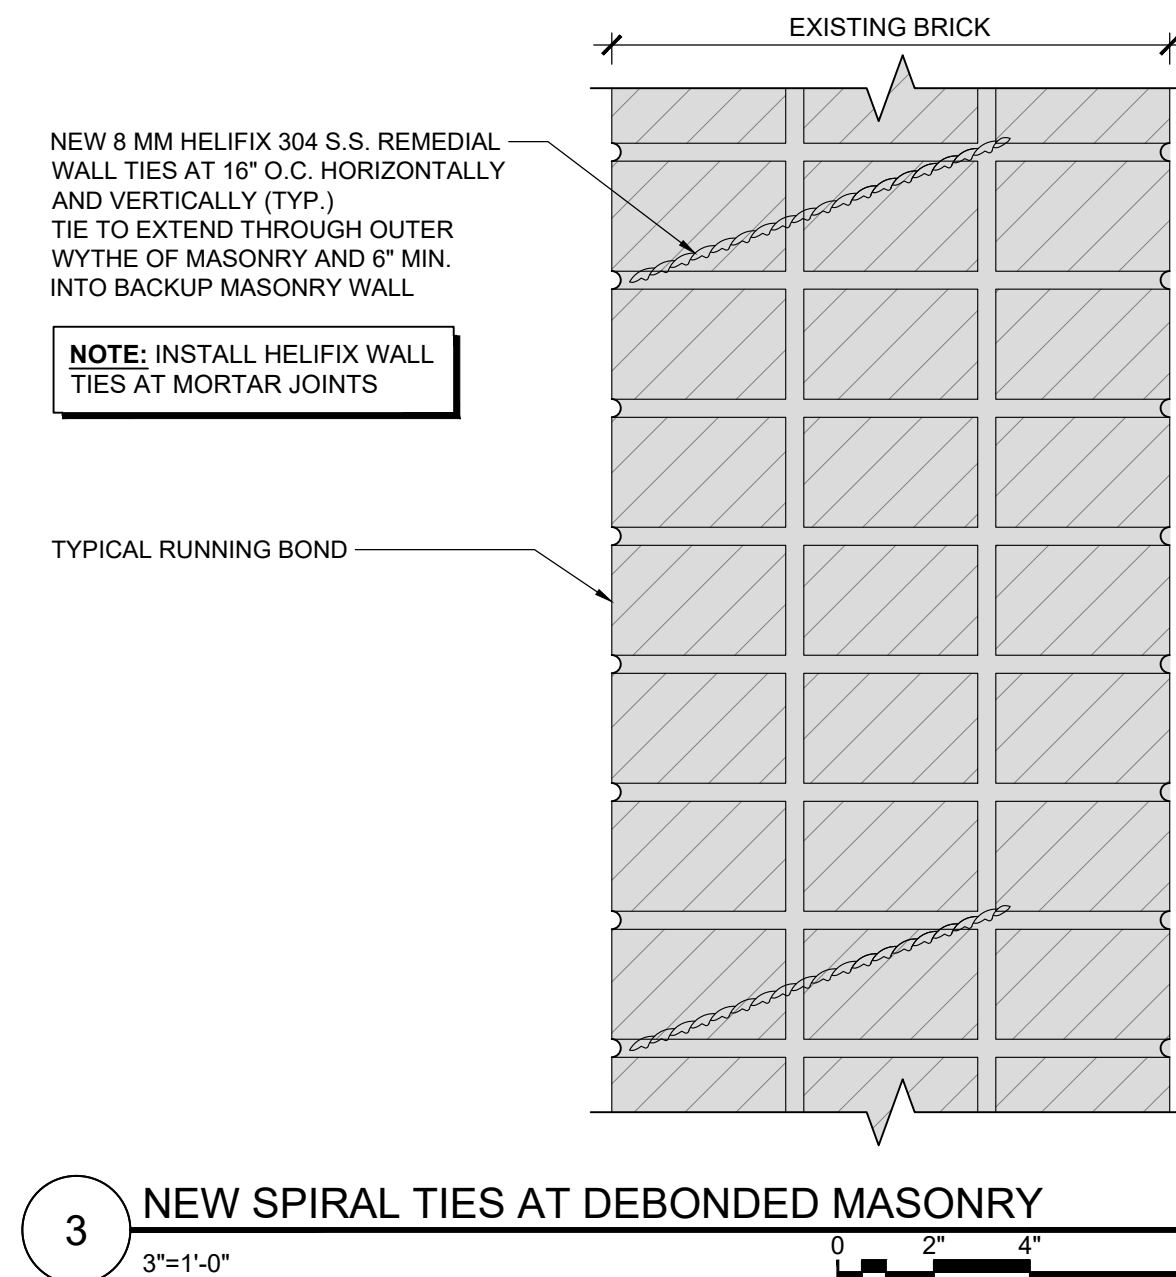 EXISTING BRICK
NEW 8 MM HELIFIX 304 S.S. REMEDIAL
WALL TIES AT 16" O.C. HORIZONTALLY
AND VERTICALLY (TYP.)
TIE TO EXTEND THROUGH OUTER
WYTHE OF MASONRY AND 6" MIN.
INTO BACKUP MASONRY WALL
NOTE: INSTALL HELIFIX WALL
TIES AT MORTAR JOINTS
TYPICAL RUNNING BOND
3
NEW SPIRAL TIES AT DEBONDED MASONRY
3"=1'-0"
0 2" 4"